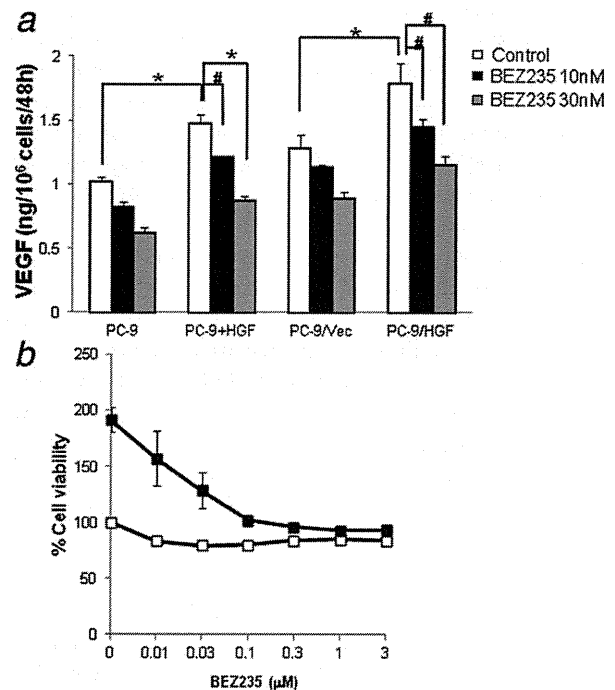 a
VEGF (ng/10⁶ cells/48h)
2
1.5
1
0.5
0
* # * * # #
Control
BEZ235 10nM
BEZ235 30nM
PC-9 PC-9+HGF PC-9/Vec PC-9/HGF
b
% Cell viability
250
200
150
100
50
0
0 0.01 0.03 0.1 0.3 1 3
BEZ235 (μM)